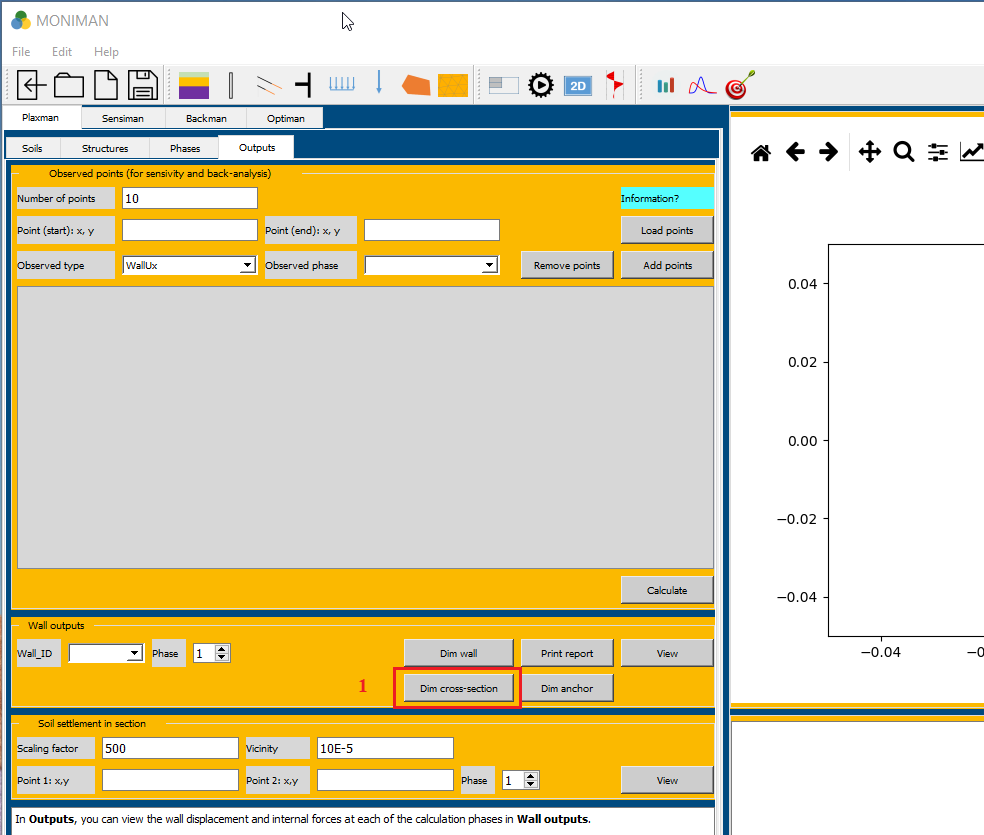 MONIMAN
File Edit Help
2D
Plaxman Sensiman Backman Optiman
Soils Structures Phases Outputs
Observed points (for sensivity and back-analysis)
Number of points 10 Information?
Point (start): x, y Point (end): x, y Load points
Observed type WallUx Observed phase Remove points Add points
Calculate
Wall outputs
Wall_ID Phase 1 Dim wall Print report View
1 Dim cross-section Dim anchor
Soil settlement in section
Scaling factor 500 Vicinity 10E-5
Point 1: x,y Point 2: x,y Phase 1 View
In Outputs, you can view the wall displacement and internal forces at each of the calculation phases in Wall outputs.
0.04
0.02
0.00
−0.02
−0.04
−0.04 −0